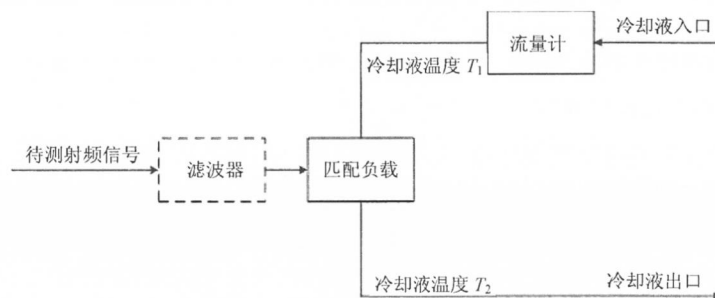 冷却液入口
流量计
冷却液温度 T₁
待测射频信号
滤波器
匹配负载
冷却液温度 T₂
冷却液出口